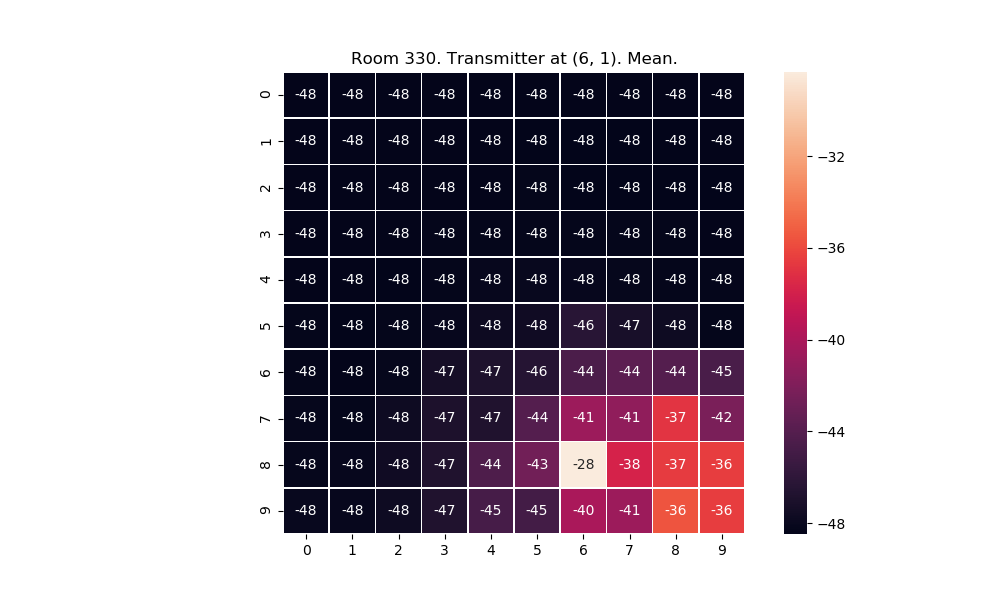 Room 330. Transmitter at (6, 1). Mean.
0 -48 -48 -48 -48 -48 -48 -48 -48 -48 -48
1 -48 -48 -48 -48 -48 -48 -48 -48 -48 -48
2 -48 -48 -48 -48 -48 -48 -48 -48 -48 -48
3 -48 -48 -48 -48 -48 -48 -48 -48 -48 -48
4 -48 -48 -48 -48 -48 -48 -48 -48 -48 -48
5 -48 -48 -48 -48 -48 -48 -46 -47 -48 -48
6 -48 -48 -48 -47 -47 -46 -44 -44 -44 -45
7 -48 -48 -48 -47 -47 -44 -41 -41 -37 -42
8 -48 -48 -48 -47 -44 -43 -28 -38 -37 -36
9 -48 -48 -48 -47 -45 -45 -40 -41 -36 -36
0 1 2 3 4 5 6 7 8 9
−32
−36
−40
−44
−48